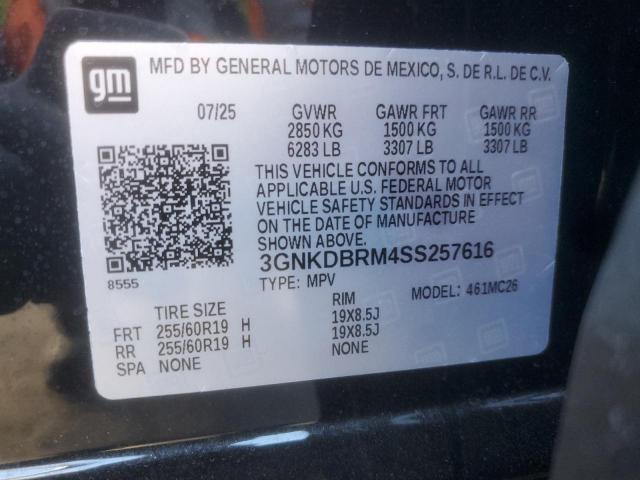 gm
MFD BY GENERAL MOTORS DE MEXICO, S. DE R.L. DE C.V.
07/25 GVWR GAWR FRT GAWR RR
2850 KG 1500 KG 1500 KG
6283 LB 3307 LB 3307 LB
THIS VEHICLE CONFORMS TO ALL
APPLICABLE U.S. FEDERAL MOTOR
VEHICLE SAFETY STANDARDS IN EFFECT
ON THE DATE OF MANUFACTURE
SHOWN ABOVE.
3GNKDBRM4SS257616
8555
TYPE: MPV MODEL: 461MC26
TIRE SIZE RIM
FRT 255/60R19 H 19X8.5J
RR 255/60R19 H 19X8.5J
SPA NONE NONE